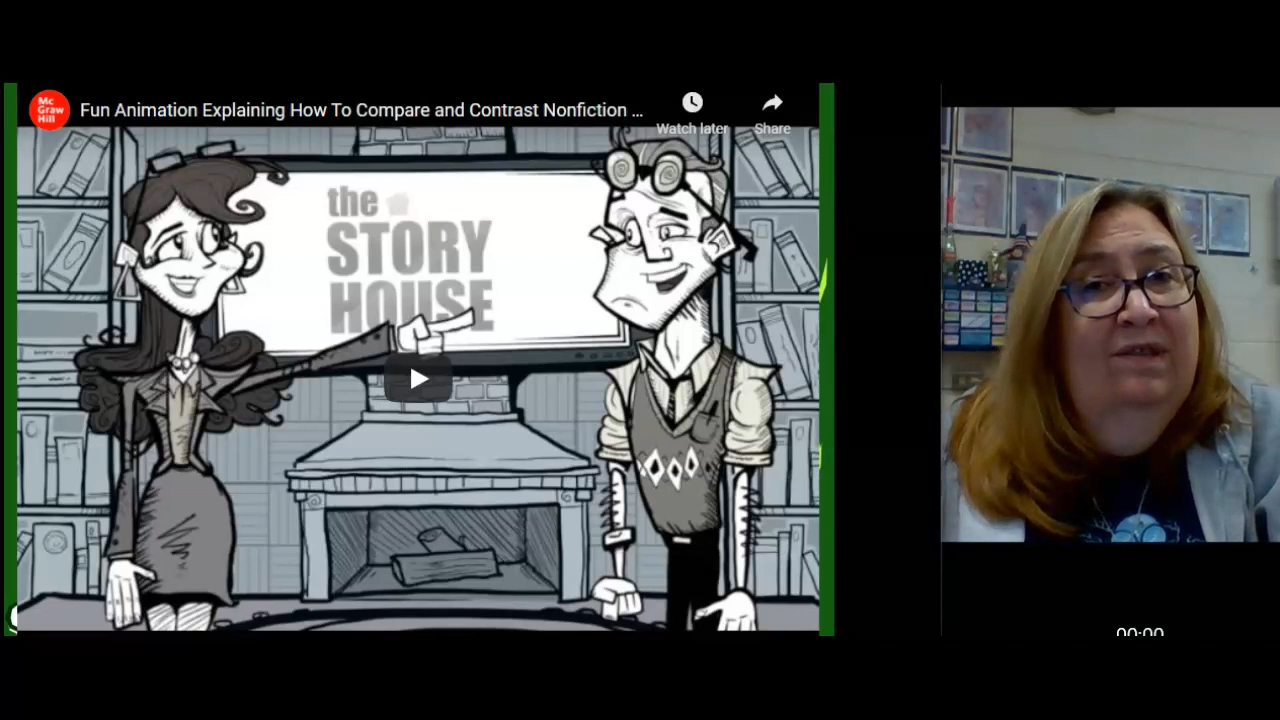 Mc
Graw
Hill
Fun Animation Explaining How To Compare and Contrast Nonfiction ...
Watch later
Share
the
STORY
HOUSE
00:00